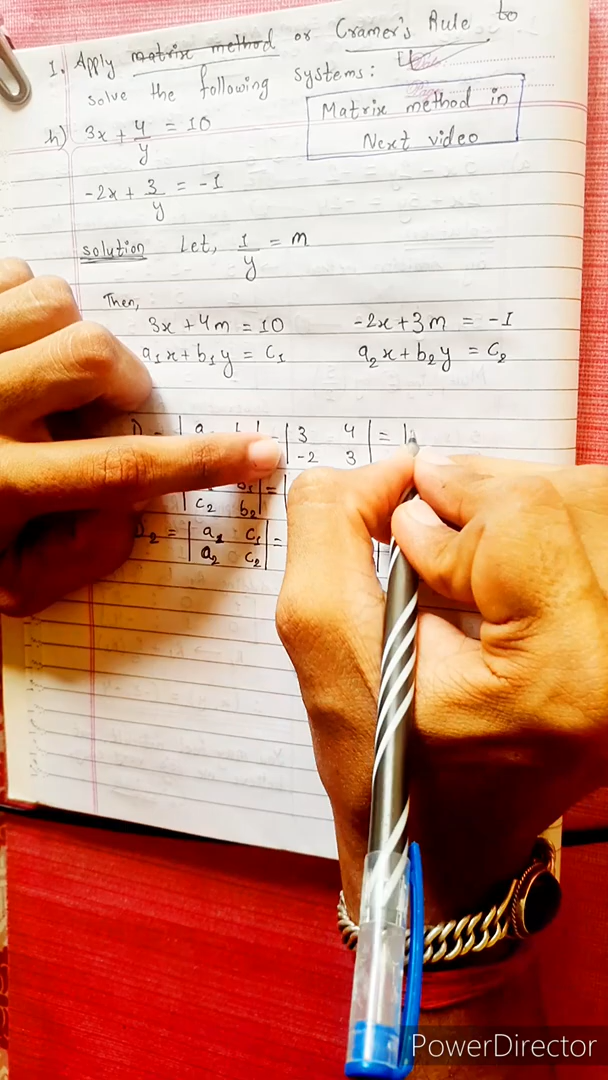 1. Apply matrix method or Cramer's Rule to
solve the following systems:
Matrix method in
Next video
h) 3x + 4/y = 10
-2x + 3/y = -1
solution Let, 1/y = m
Then,
3x + 4m = 10 -2x + 3m = -1
a₁x + b₁y = c₁ a₂x + b₂y = c₂
= | 3 4 | =
| -2 3 |
b₁ | =
c₂ b₂ |
D₂ = | a₁ c₁ | =
| a₂ c₂ |
PowerDirector